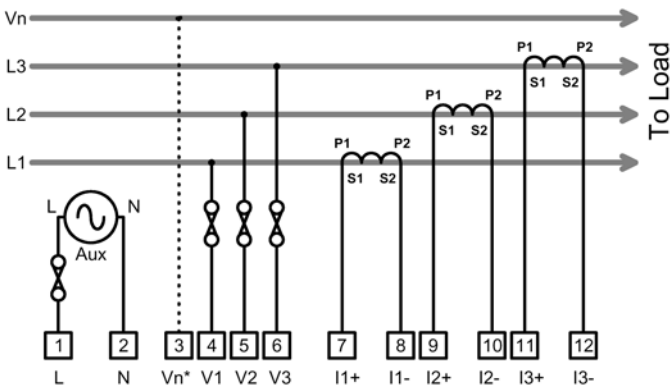 Vn
L3 P1 P2
S1 S2
L2 P1 P2
S1 S2
L1 P1 P2
S1 S2
To Load
L N
Aux
1 2 3 4 5 6 7 8 9 10 11 12
L N Vn* V1 V2 V3 I1+ I1- I2+ I2- I3+ I3-